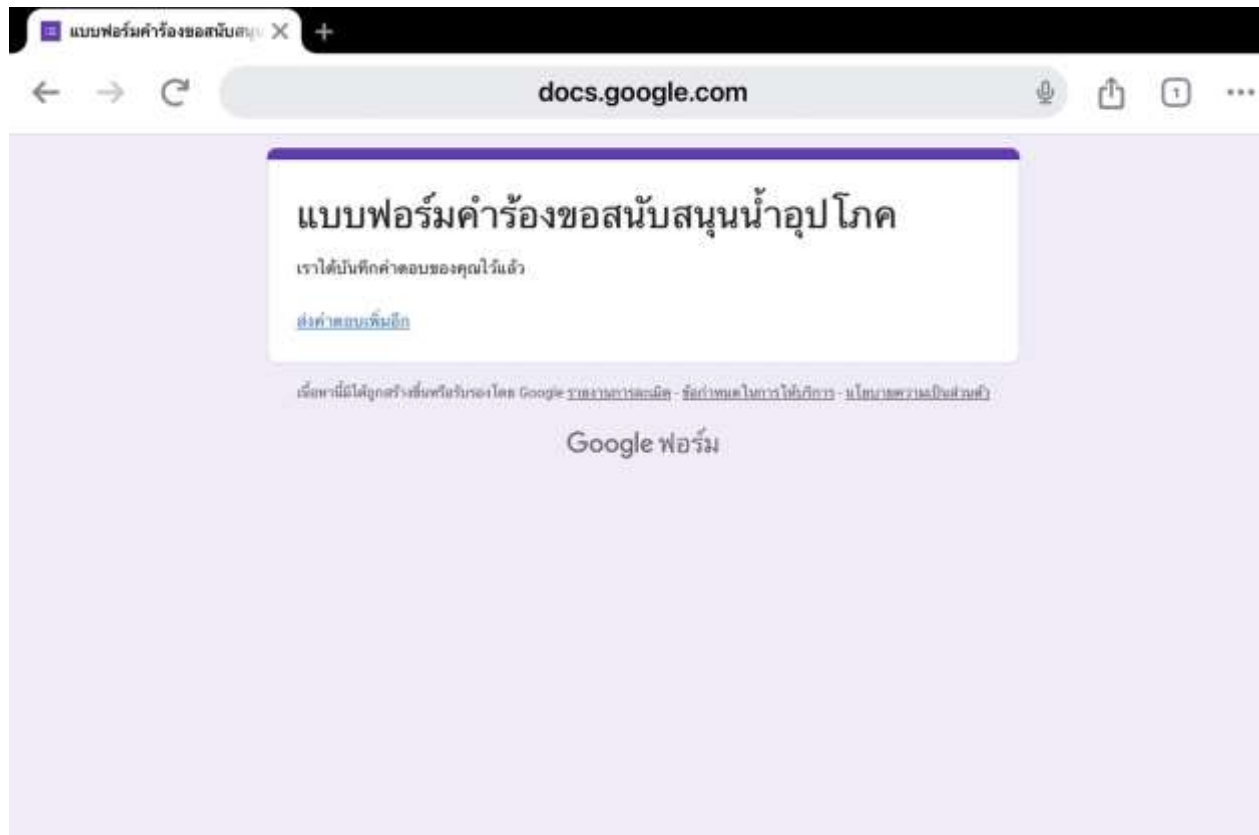 แบบฟอร์มคำร้องขอสนับสนุน
docs.google.com
1
แบบฟอร์มคำร้องขอสนับสนุนน้ำอุปโภค
เราได้บันทึกคำตอบของคุณไว้แล้ว
ส่งคำตอบเพิ่มอีก
เนื้อหานี้มิได้ถูกสร้างขึ้นหรือรับรองโดย Google รายงานการละเมิด - ข้อกำหนดในการให้บริการ - นโยบายความเป็นส่วนตัว
Google ฟอร์ม